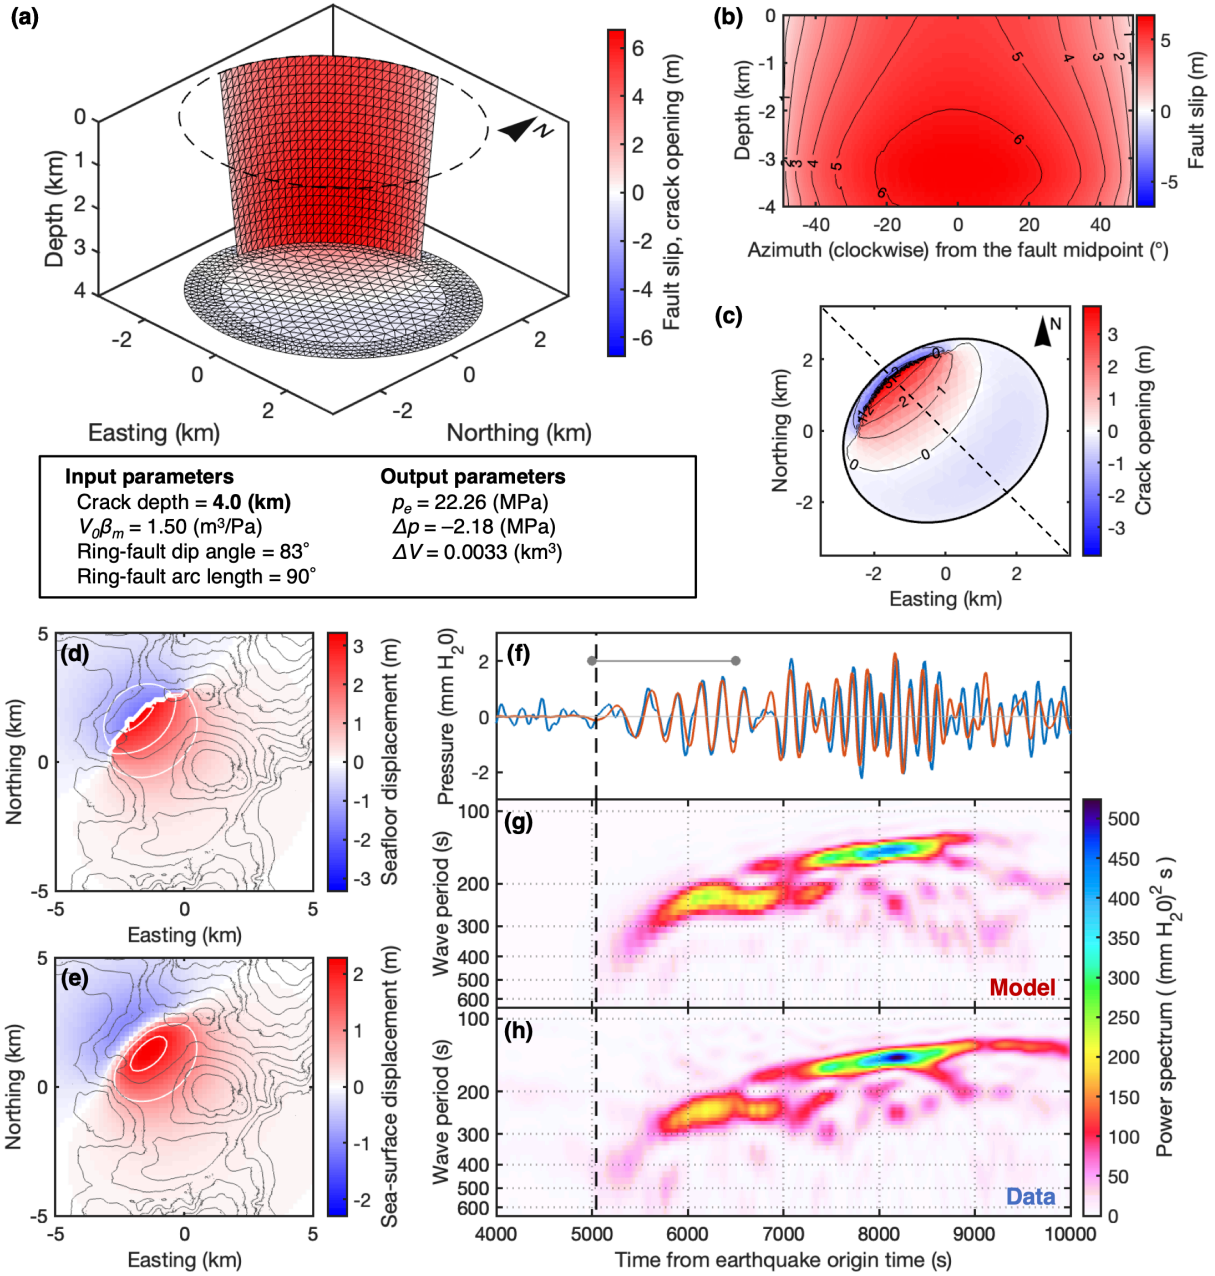 (a)
N
Depth (km)
0
1
2
3
4
-2
0
2
Easting (km)
2
0
-2
Northing (km)
6
4
2
0
-2
-4
-6
Fault slip, crack opening (m)
(b)
Depth (km)
0
-1
-2
-3
-4
5
4
3
2
6
2
3
4
5
6
-40
-20
0
20
40
Azimuth (clockwise) from the fault midpoint (°)
5
0
-5
Fault slip (m)
(c)
N
Northing (km)
2
0
-2
0
2
1
0
0
-2
0
2
Easting (km)
3
2
1
0
-1
-2
-3
Crack opening (m)
Input parameters
Crack depth = 4.0 (km)
V0βm = 1.50 (m³/Pa)
Ring-fault dip angle = 83°
Ring-fault arc length = 90°
Output parameters
pe = 22.26 (MPa)
Δp = –2.18 (MPa)
ΔV = 0.0033 (km³)
(d)
Northing (km)
5
0
-5
-5
0
5
Easting (km)
3
2
1
0
-1
-2
-3
Seafloor displacement (m)
(e)
Northing (km)
5
0
-5
-5
0
5
Easting (km)
2
1
0
-1
-2
Sea-surface displacement (m)
(f)
Pressure (mm H20)
2
0
-2
(g)
Wave period (s)
100
200
300
400
500
600
Model
(h)
Wave period (s)
100
200
300
400
500
600
Data
4000
5000
6000
7000
8000
9000
10000
Time from earthquake origin time (s)
500
450
400
350
300
250
200
150
100
50
0
Power spectrum ( (mm H20)² s )